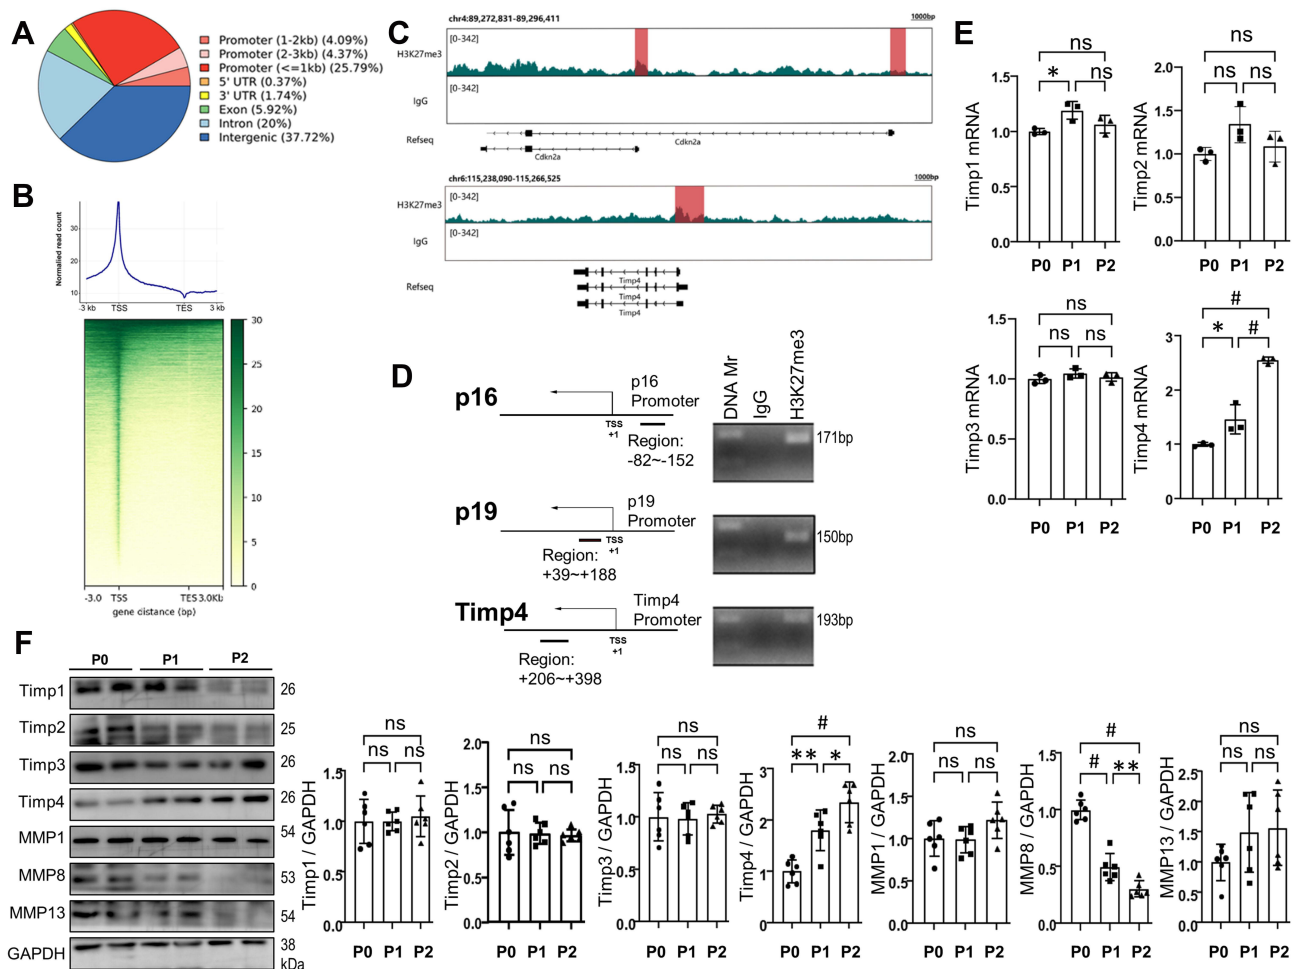 A
Promoter (1-2kb) (4.09%)
Promoter (2-3kb) (4.37%)
Promoter (<=1kb) (25.79%)
5' UTR (0.37%)
3' UTR (1.74%)
Exon (5.92%)
Intron (20%)
Intergenic (37.72%)
B
Normalied read count
30
20
10
-3 kb TSS TES 3 kb
30
25
20
15
10
5
0
-3.0 TSS TES 3.0Kb
gene distance (bp)
C
chr4:89,272,831-89,296,411
1000bp
H3K27me3
[0-342]
IgG
[0-342]
Refseq
Cdkn2a
Cdkn2a
chr6:115,238,090-115,266,525
1000bp
H3K27me3
[0-342]
IgG
[0-342]
Refseq
Timp4
Timp4
Timp4
D
DNA Mr
IgG
H3K27me3
p16
p16
Promoter
TSS
+1
Region:
-82~-152
171bp
p19
p19
Promoter
TSS
+1
Region:
+39~+188
150bp
Timp4
Timp4
Promoter
TSS
+1
Region:
+206~+398
193bp
E
Timp1 mRNA
1.5
1.0
0.5
0.0
ns
* ns
P0 P1 P2
Timp2 mRNA
2.0
1.5
1.0
0.5
0.0
ns
ns ns
P0 P1 P2
Timp3 mRNA
1.5
1.0
0.5
0.0
ns
ns ns
P0 P1 P2
Timp4 mRNA
3
2
1
0
#
* #
P0 P1 P2
F
P0 P1 P2
Timp1 26
Timp2 25
Timp3 26
Timp4 26
MMP1 54
MMP8 53
MMP13 54
GAPDH 38
kDa
Timp1 / GAPDH
1.5
1.0
0.5
0.0
ns
ns ns
P0 P1 P2
Timp2 / GAPDH
2.0
1.5
1.0
0.5
0.0
ns
ns ns
P0 P1 P2
Timp3 / GAPDH
1.5
1.0
0.5
0.0
ns
ns ns
P0 P1 P2
Timp4 / GAPDH
3
2
1
0
#
** *
P0 P1 P2
MMP1 / GAPDH
2.0
1.5
1.0
0.5
0.0
ns
ns ns
P0 P1 P2
MMP8 / GAPDH
1.5
1.0
0.5
0.0
#
# **
P0 P1 P2
MMP13 / GAPDH
2.5
2.0
1.5
1.0
0.5
0.0
ns
ns ns
P0 P1 P2